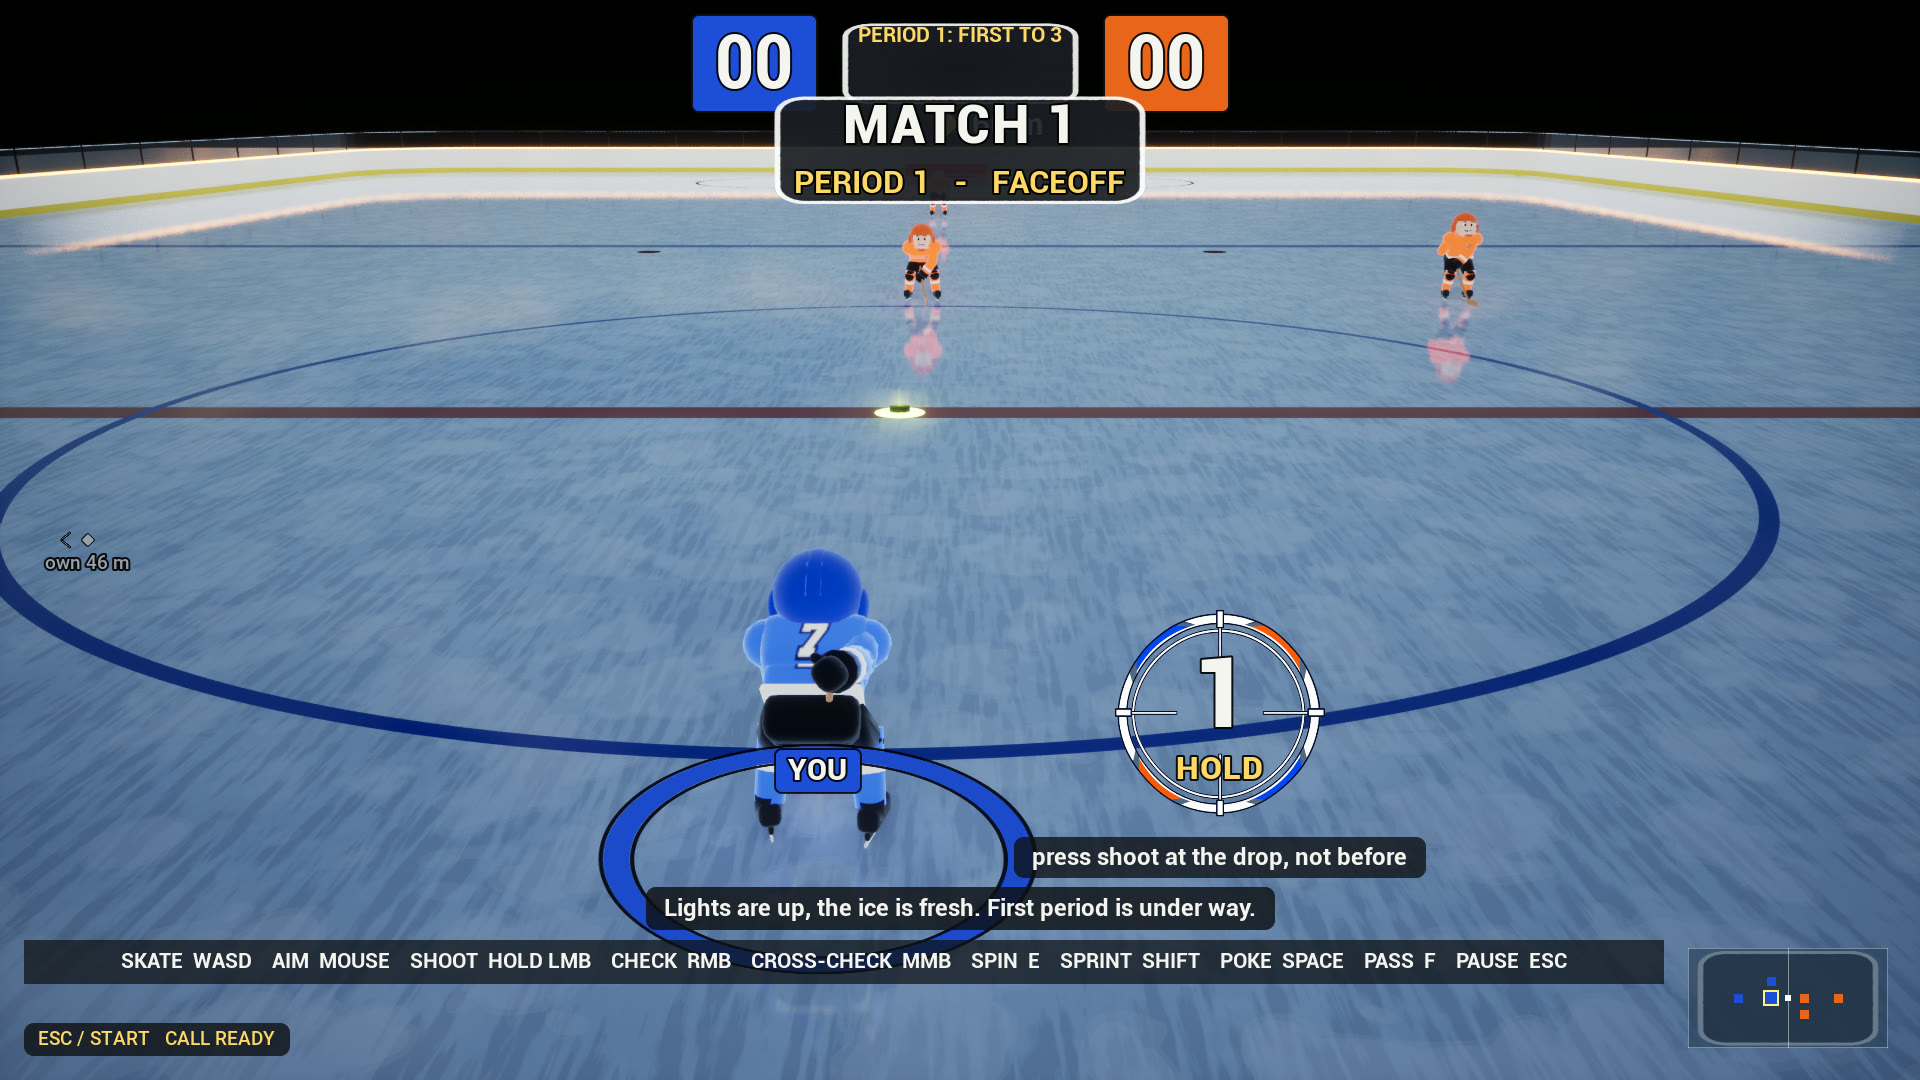 00
PERIOD 1: FIRST TO 3
00
MATCH 1
PERIOD 1 - FACEOFF
own 46 m
7
1
HOLD
YOU
press shoot at the drop, not before
Lights are up, the ice is fresh. First period is under way.
SKATE WASD AIM MOUSE SHOOT HOLD LMB CHECK RMB CROSS-CHECK MMB SPIN E SPRINT SHIFT POKE SPACE PASS F PAUSE ESC
ESC / START CALL READY